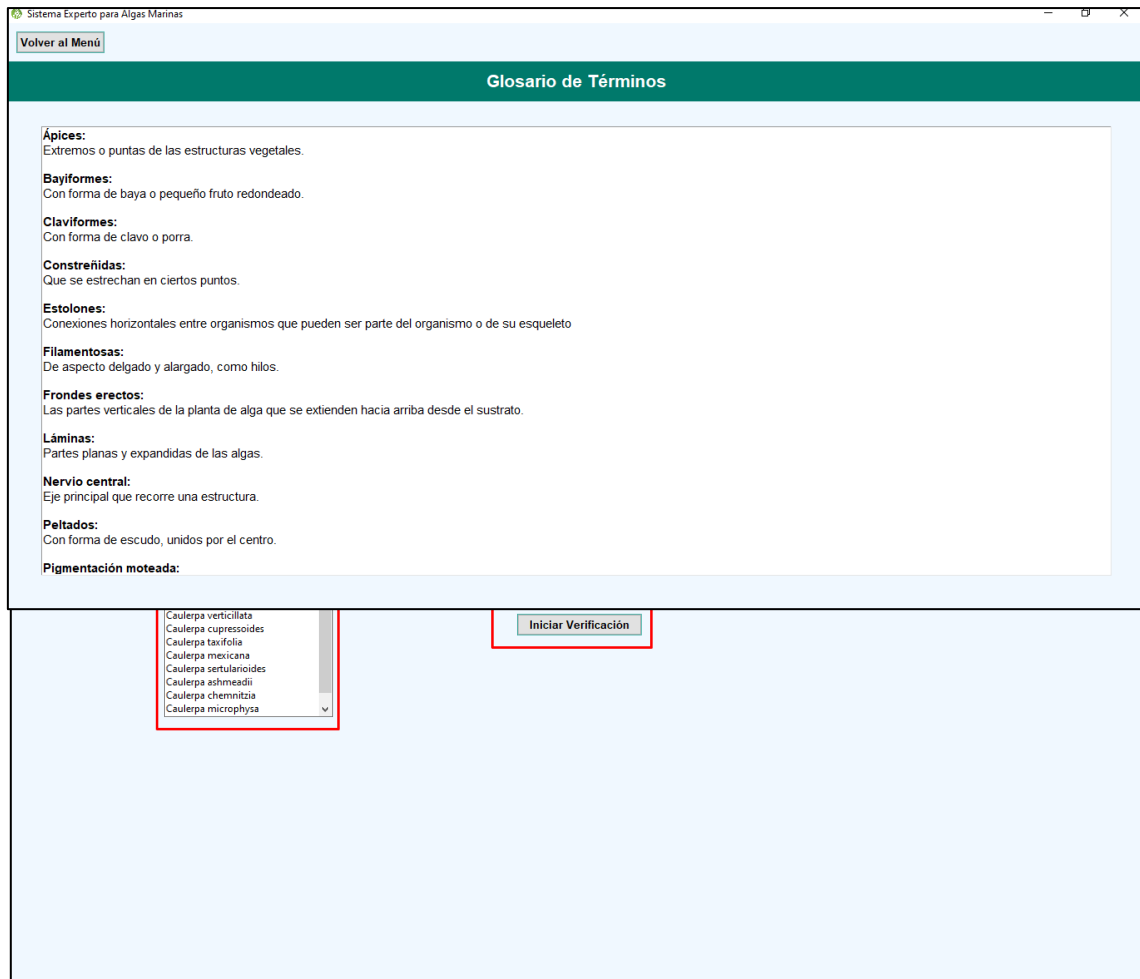 Sistema Experto para Algas Marinas
Volver al Menú
Glosario de Términos
Ápices:
Extremos o puntas de las estructuras vegetales.
Bayiformes:
Con forma de baya o pequeño fruto redondeado.
Claviformes:
Con forma de clavo o porra.
Constreñidas:
Que se estrechan en ciertos puntos.
Estolones:
Conexiones horizontales entre organismos que pueden ser parte del organismo o de su esqueleto
Filamentosas:
De aspecto delgado y alargado, como hilos.
Frondes erectos:
Las partes verticales de la planta de alga que se extienden hacia arriba desde el sustrato.
Láminas:
Partes planas y expandidas de las algas.
Nervio central:
Eje principal que recorre una estructura.
Peltados:
Con forma de escudo, unidos por el centro.
Pigmentación moteada:
Caulerpa verticillata
Caulerpa cupressoides
Caulerpa taxifolia
Caulerpa mexicana
Caulerpa sertularioides
Caulerpa ashmeadii
Caulerpa chemnitzia
Caulerpa microphysa
Iniciar Verificación